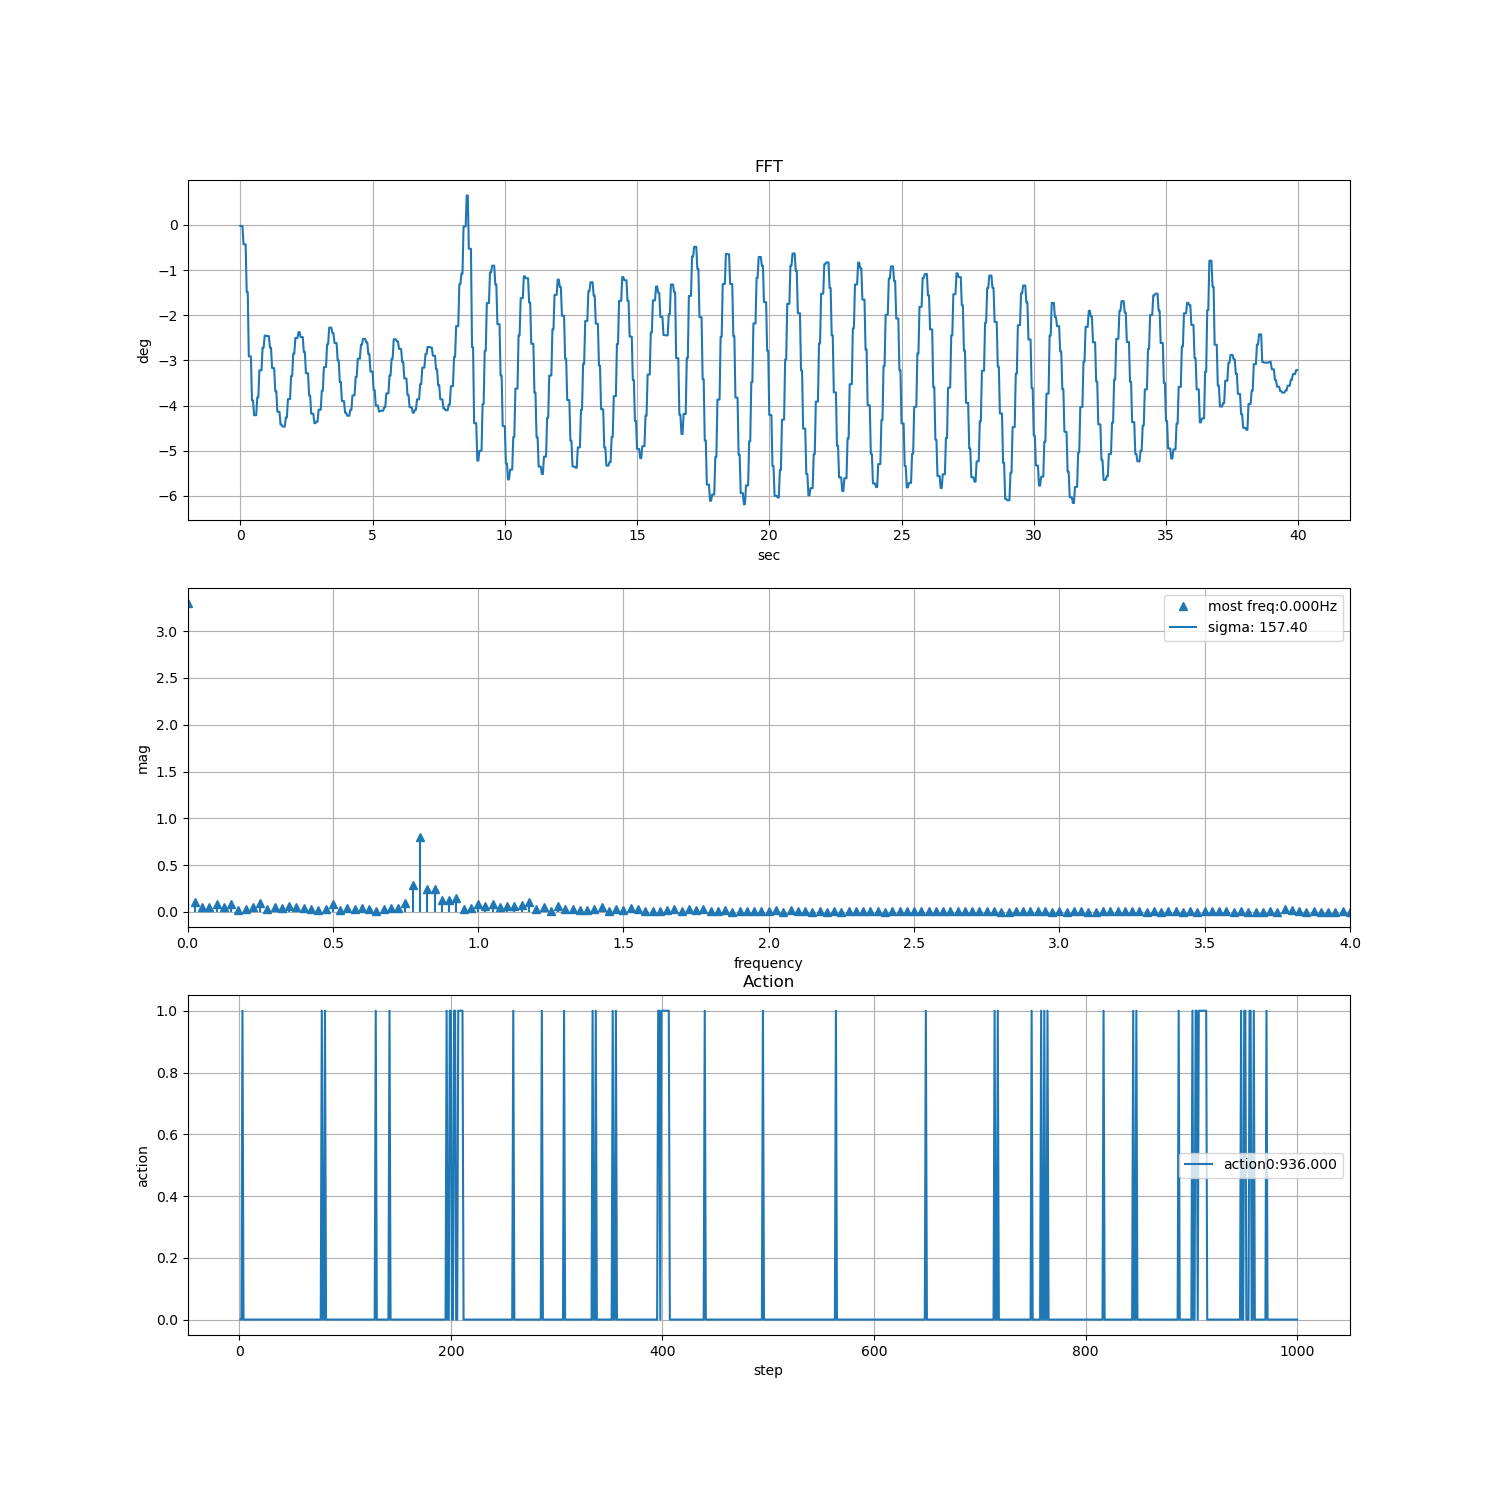 FFT
0
−1
−2
−3
−4
−5
−6
deg
0 5 10 15 20 25 30 35 40
sec
most freq:0.000Hz
sigma: 157.40
3.0
2.5
2.0
1.5
1.0
0.5
0.0
mag
0.0 0.5 1.0 1.5 2.0 2.5 3.0 3.5 4.0
frequency
Action
1.0
0.8
0.6
0.4
0.2
0.0
action
action0:936.000
0 200 400 600 800 1000
step